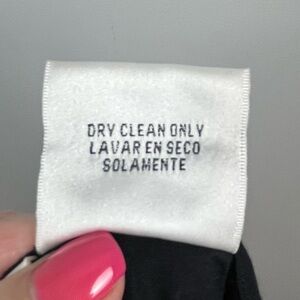 DRY CLEAN ONLY
LAVAR EN SECO
SOLAMENTE